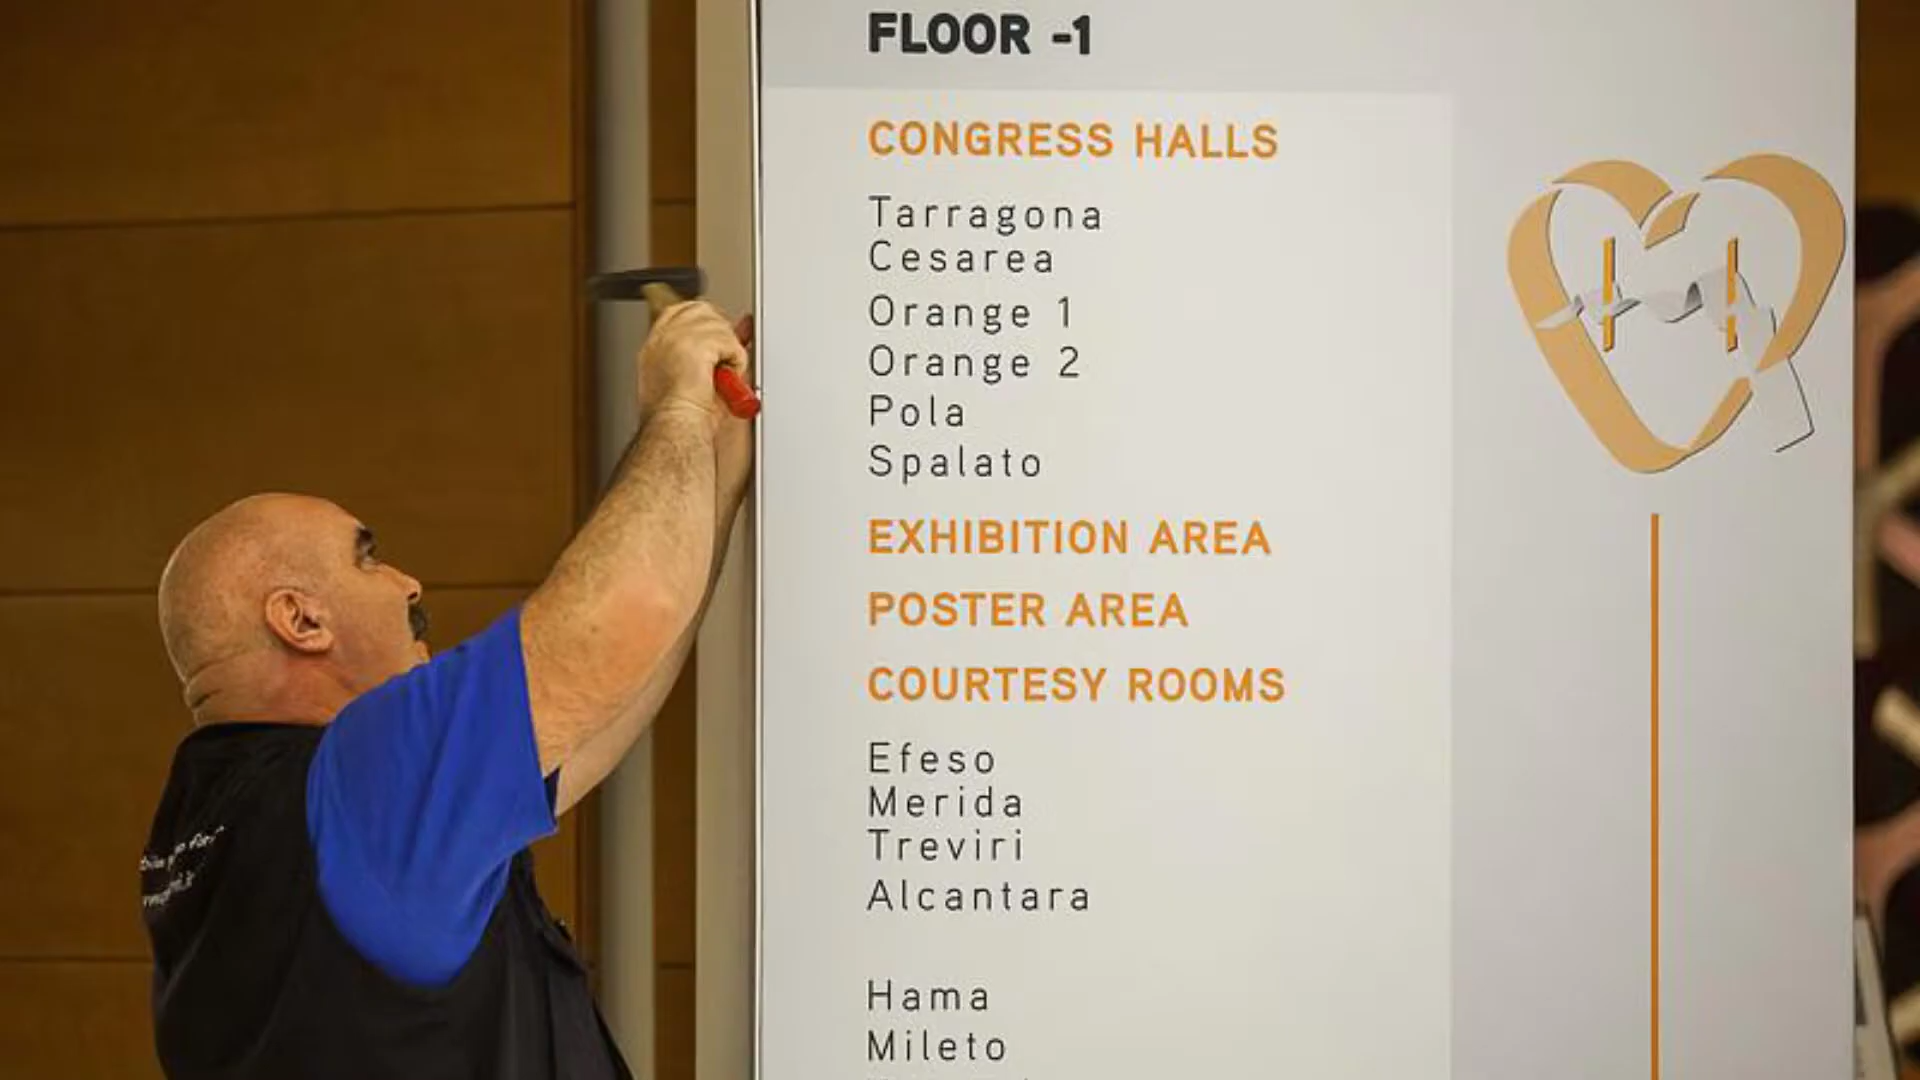 FLOOR -1
CONGRESS HALLS
Tarragona
Cesarea
Orange 1
Orange 2
Pola
Spalato
EXHIBITION AREA
POSTER AREA
COURTESY ROOMS
Efeso
Merida
Treviri
Alcantara
Hama
Mileto